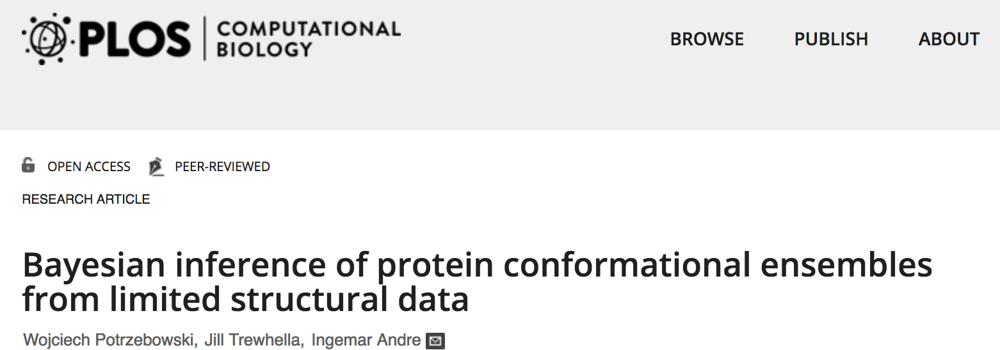 PLOS | COMPUTATIONAL BIOLOGY
BROWSE PUBLISH ABOUT
OPEN ACCESS PEER-REVIEWED
RESEARCH ARTICLE
Bayesian inference of protein conformational ensembles
from limited structural data
Wojciech Potrzebowski, Jill Trewhella, Ingemar Andre